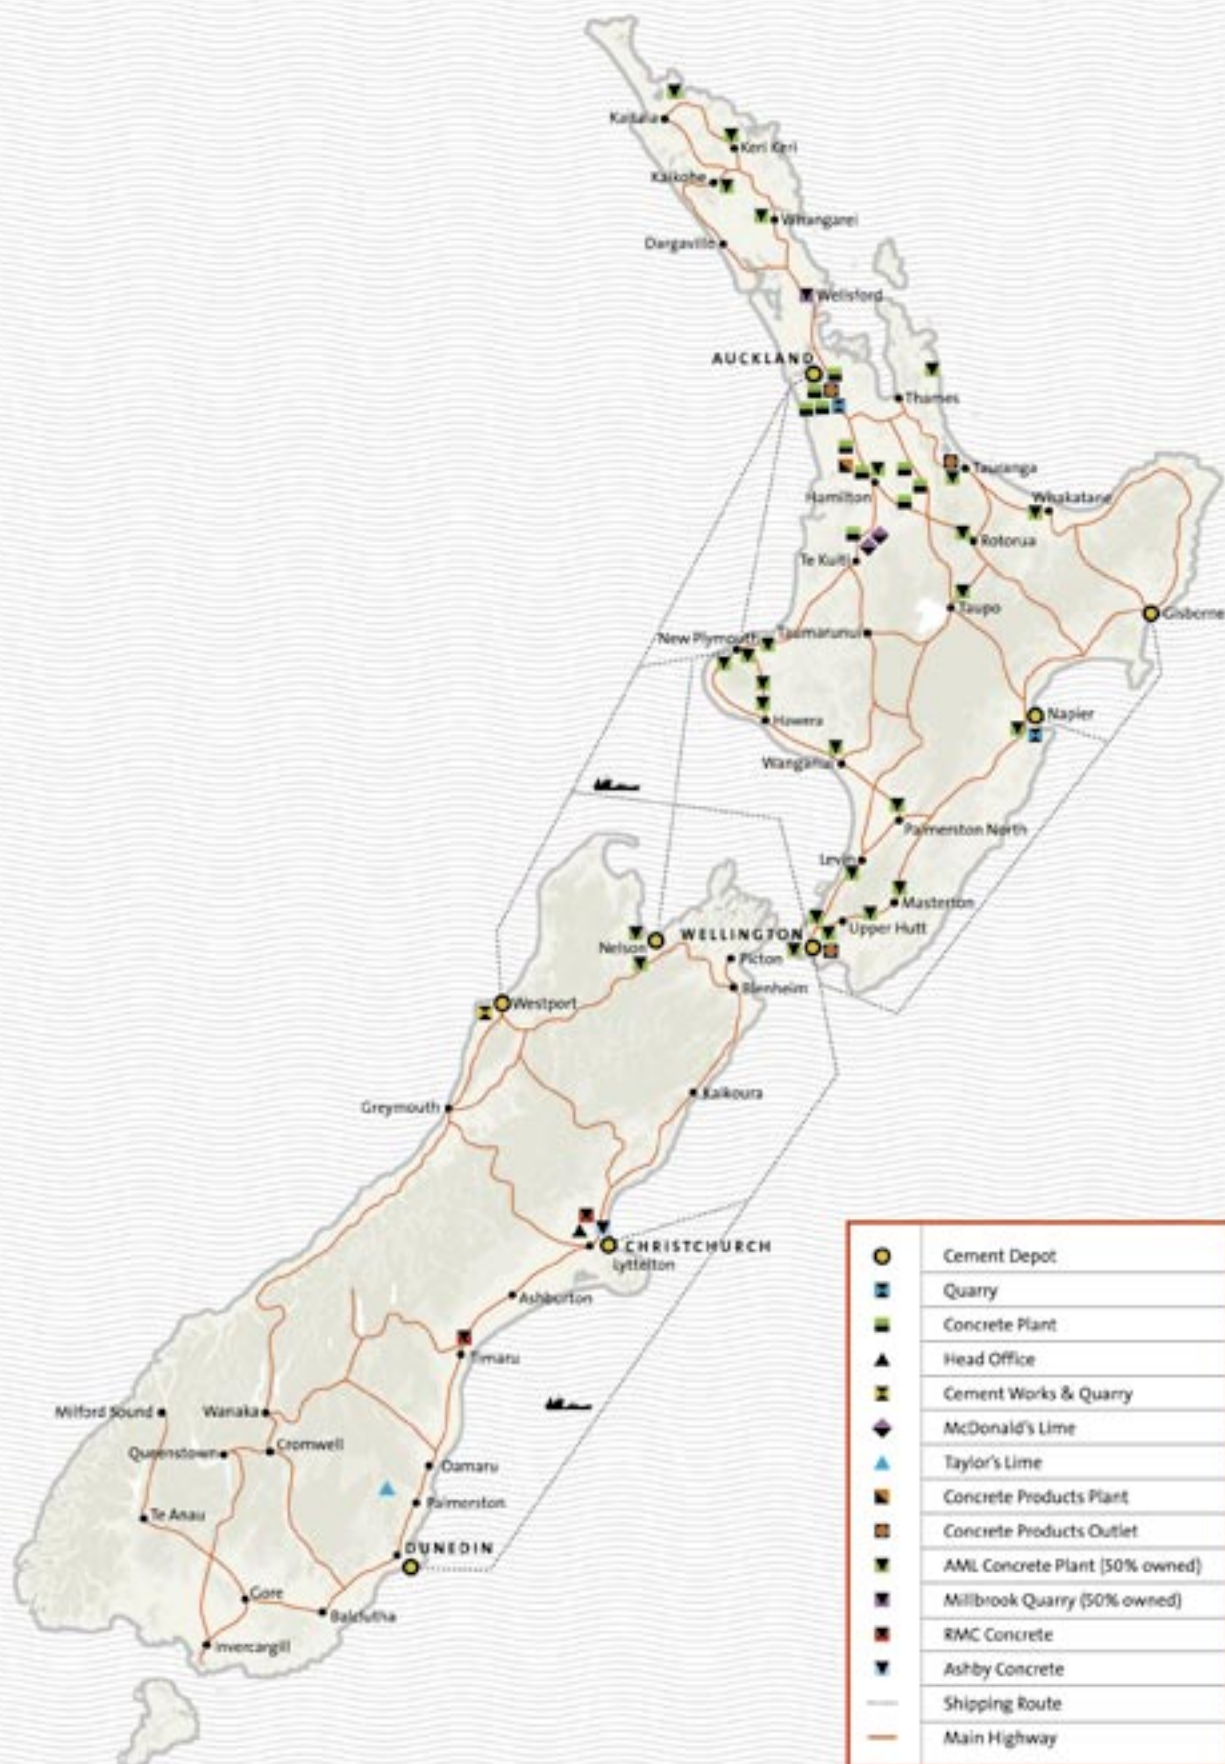 Kaitaia
Keri Keri
Kaikohe
Whangarei
Dargaville
Wellsford
AUCKLAND
Thames
Tauranga
Hamilton
Whakatane
Rotorua
Te Kuiti
Taupo
Gisborne
New Plymouth
Taumarunui
Napier
Hawera
Wanganui
Palmerston North
Levin
Masterton
Upper Hutt
WELLINGTON
Nelson
Picton
Blenheim
Westport
Kaikoura
Greymouth
CHRISTCHURCH
Lyttelton
Ashburton
Timaru
Milford Sound
Wanaka
Queenstown
Cromwell
Oamaru
Te Anau
Palmerston
DUNEDIN
Gore
Balclutha
Invercargill
Cement Depot
Quarry
Concrete Plant
Head Office
Cement Works & Quarry
McDonald's Lime
Taylor's Lime
Concrete Products Plant
Concrete Products Outlet
AML Concrete Plant (50% owned)
Millbrook Quarry (50% owned)
RMC Concrete
Ashby Concrete
Shipping Route
Main Highway